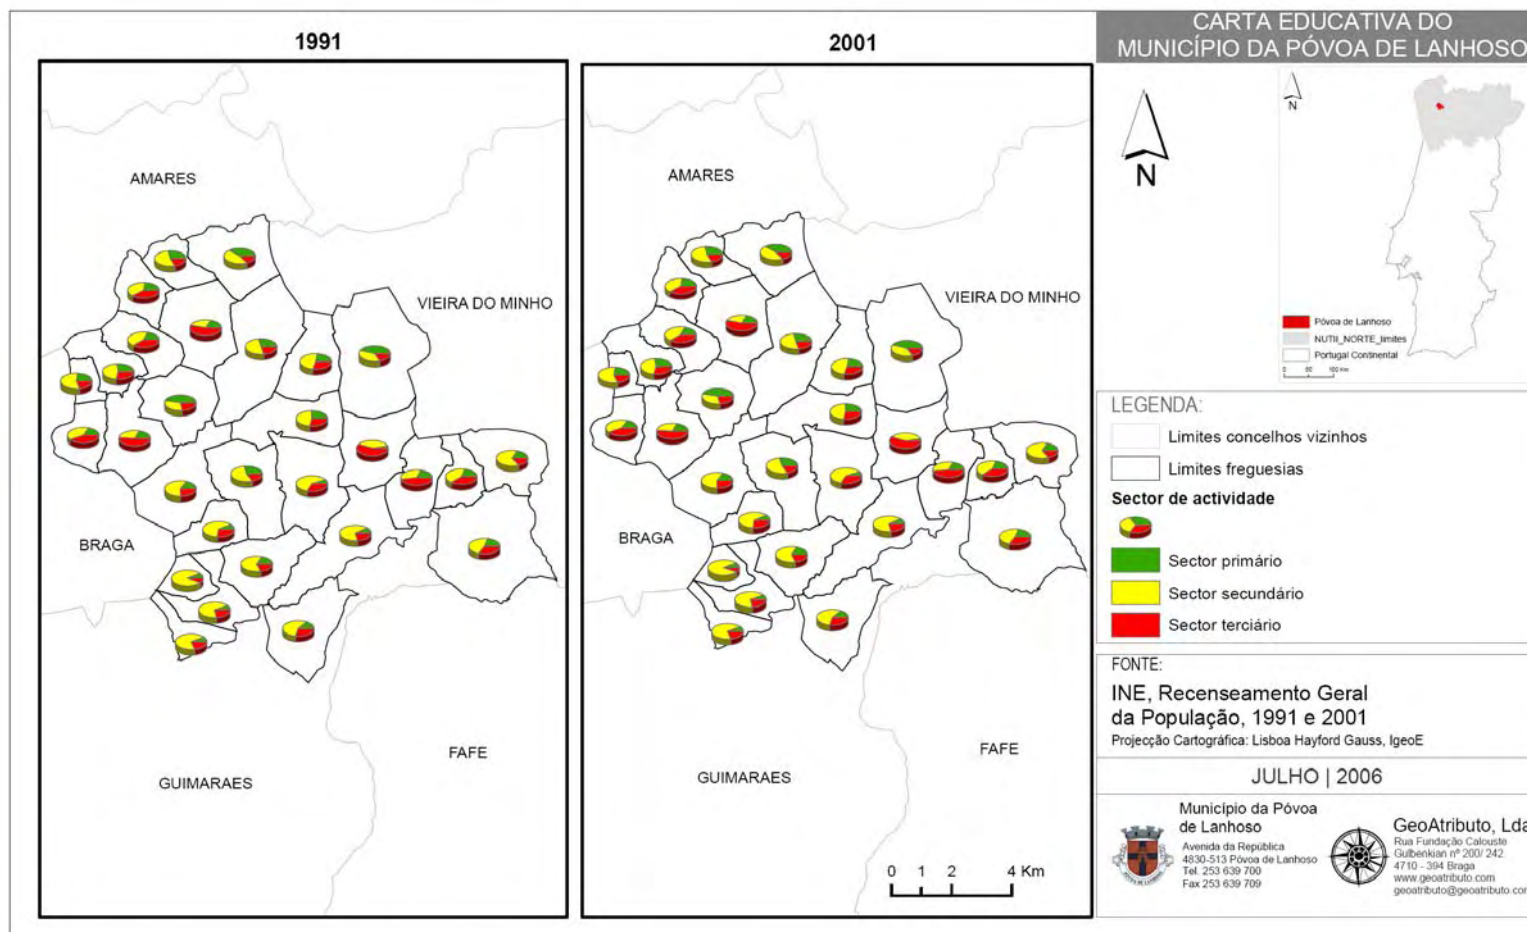 1991
2001
AMARES
VIEIRA DO MINHO
BRAGA
GUIMARAES
FAFE
AMARES
VIEIRA DO MINHO
BRAGA
GUIMARAES
FAFE
0 1 2 4 Km
CARTA EDUCATIVA DO
MUNICÍPIO DA PÓVOA DE LANHOSO
N
N
Póvoa de Lanhoso
NUTII_NORTE_limites
Portugal Continental
LEGENDA:
Limites concelhos vizinhos
Limites freguesias
Sector de actividade
Sector primário
Sector secundário
Sector terciário
FONTE:
INE, Recenseamento Geral
da População, 1991 e 2001
Projecção Cartográfica: Lisboa Hayford Gauss, IgeoE
JULHO | 2006
Município da Póvoa
de Lanhoso
Avenida da República
4830-513 Póvoa de Lanhoso
Tel. 253 639 700
Fax 253 639 709
GeoAtributo, Lda
Rua Fundação Calouste
Gulbenkian nº 200/ 242
4710 - 394 Braga
www.geoatributo.com
geoatributo@geoatributo.com